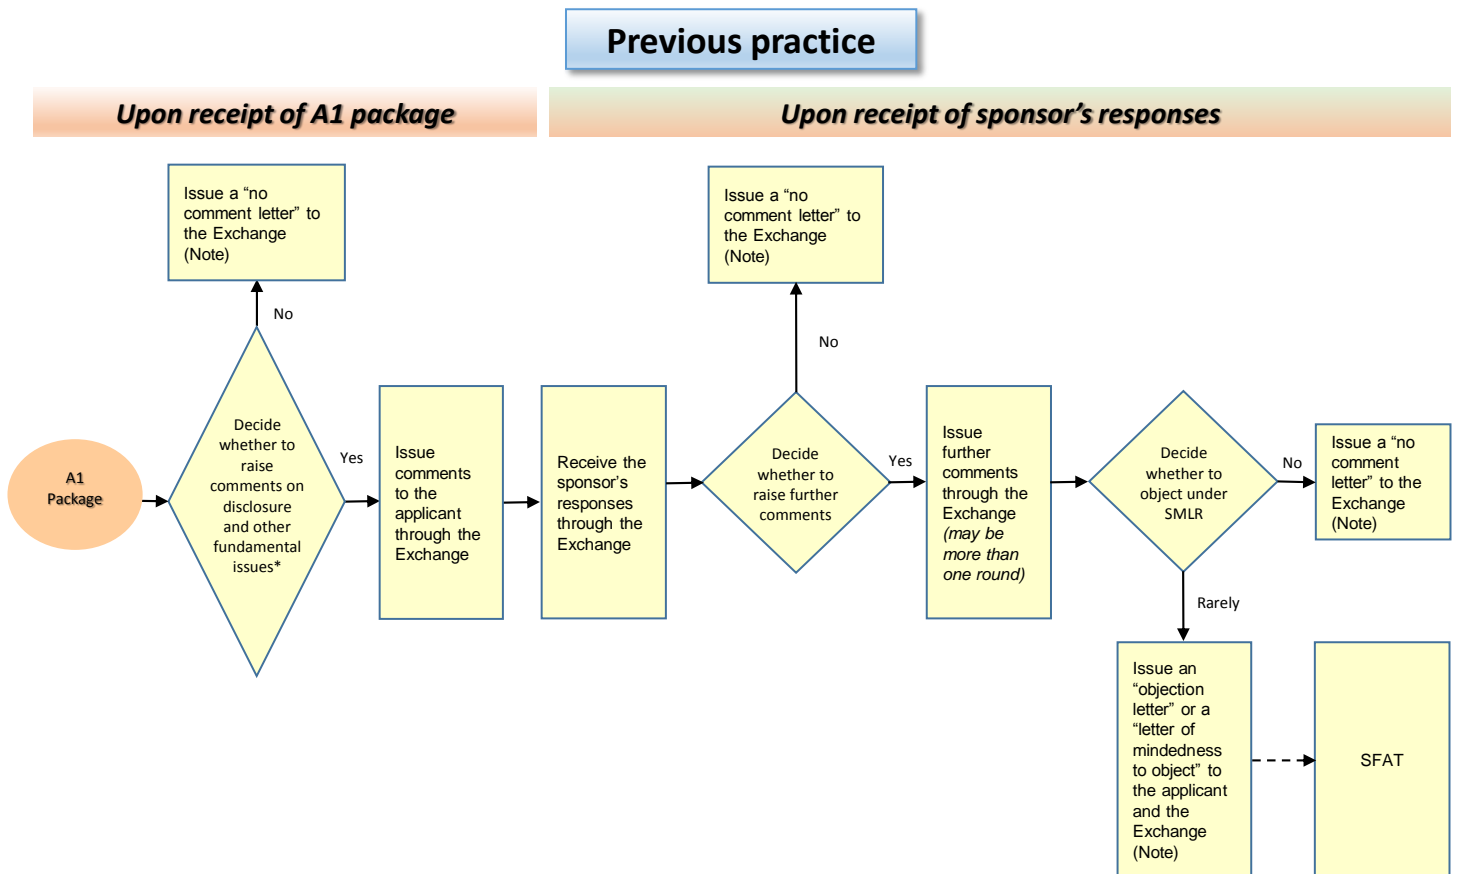 Previous practice
Upon receipt of A1 package
Upon receipt of sponsor’s responses
Issue a “no
comment letter” to
the Exchange
(Note)
No
A1
Package
Decide
whether to
raise
comments on
disclosure
and other
fundamental
issues*
Yes
Issue
comments
to the
applicant
through the
Exchange
Receive the
sponsor’s
responses
through the
Exchange
Issue a “no
comment letter” to
the Exchange
(Note)
No
Decide
whether to
raise further
comments
Yes
Issue
further
comments
through the
Exchange
(may be
more than
one round)
Decide
whether to
object under
SMLR
No
Issue a “no
comment
letter” to the
Exchange
(Note)
Rarely
Issue an
“objection
letter” or a
“letter of
mindedness
to object” to
the applicant
and the
Exchange
(Note)
SFAT